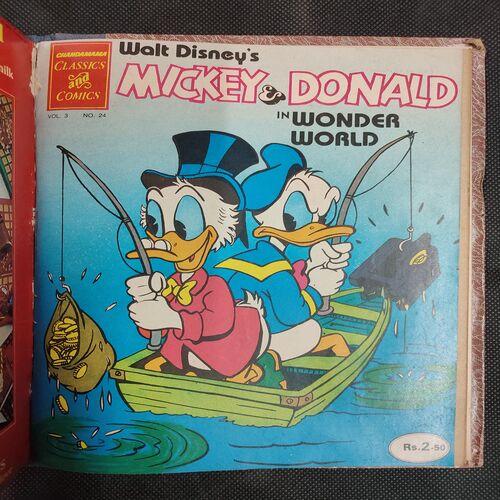 CHANDAMAMA
CLASSICS
and
COMICS
VOL. 3 NO. 24
Walt Disney's
MICKEY & DONALD
IN WONDER
WORLD
Rs.2-50